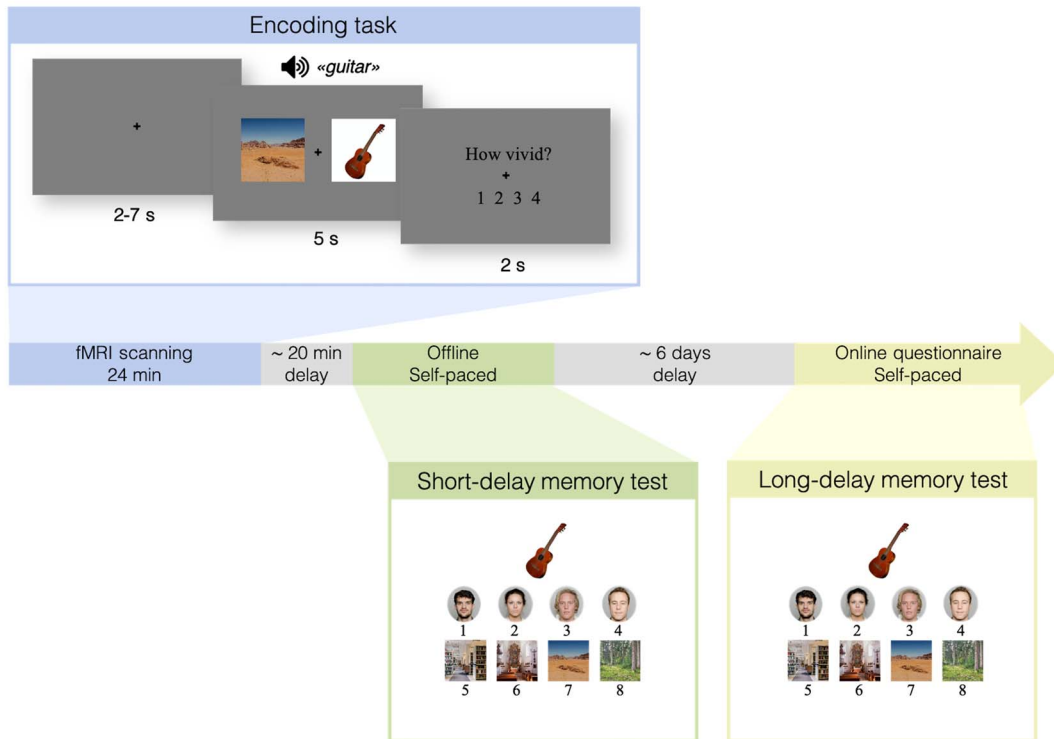 Encoding task
«guitar»
+
+
How vivid?
+
1 2 3 4
2-7 s
5 s
2 s
fMRI scanning
24 min
~ 20 min
delay
Offline
Self-paced
~ 6 days
delay
Online questionnaire
Self-paced
Short-delay memory test
1 2 3 4
5 6 7 8
Long-delay memory test
1 2 3 4
5 6 7 8